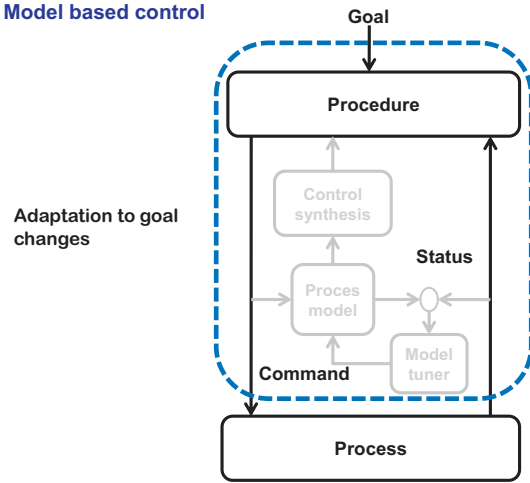 Model based control
Goal
Procedure
Control
synthesis
Adaptation to goal
changes
Status
Proces
model
Model
tuner
Command
Process